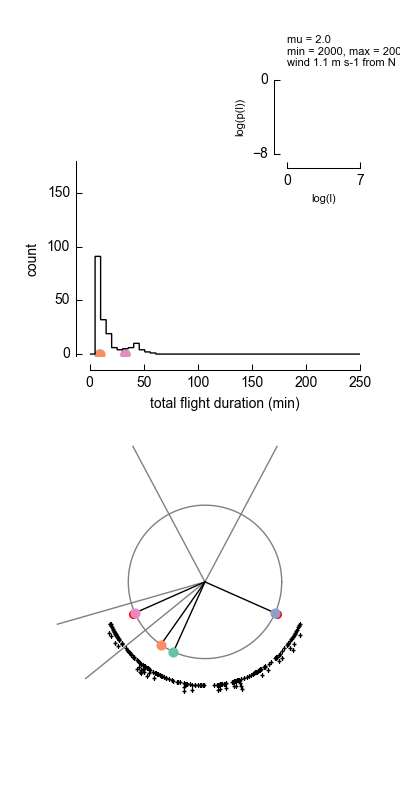 mu = 2.0
min = 2000, max = 200
wind 1.1 m s-1 from N
0
log(p(l))
−8
0
7
log(l)
150
100
50
0
count
0
50
100
150
200
250
total flight duration (min)